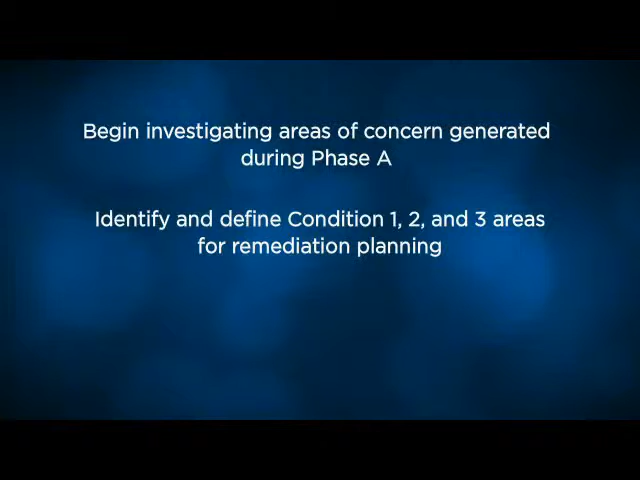 Begin investigating areas of concern generated
during Phase A
Identify and define Condition 1, 2, and 3 areas
for remediation planning